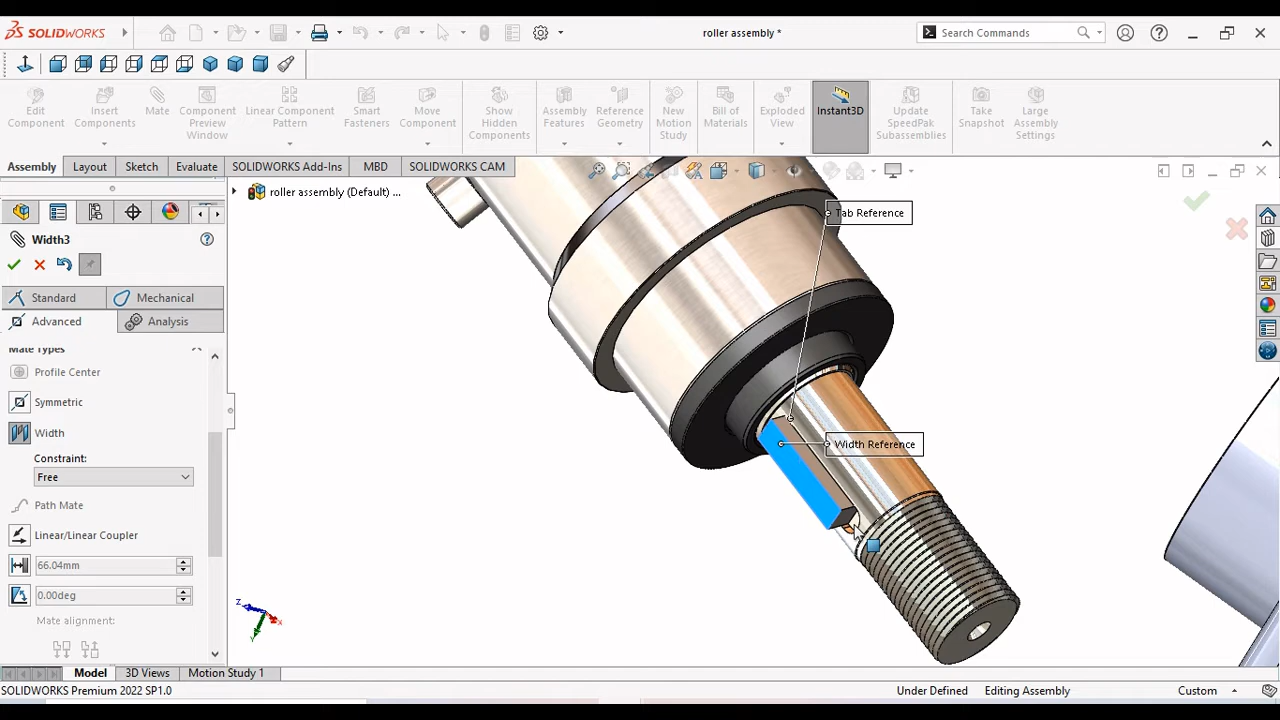 SOLIDWORKS
roller assembly *
Search Commands
Edit Component
Insert Components
Mate
Component Preview Window
Linear Component Pattern
Smart Fasteners
Move Component
Show Hidden Components
Assembly Features
Reference Geometry
New Motion Study
Bill of Materials
Exploded View
Instant3D
Update SpeedPak Subassemblies
Take Snapshot
Large Assembly Settings
Assembly
Layout
Sketch
Evaluate
SOLIDWORKS Add-Ins
MBD
SOLIDWORKS CAM
roller assembly (Default) ...
Width3
Standard
Mechanical
Advanced
Analysis
Mate Types
Profile Center
Symmetric
Width
Constraint:
Free
Path Mate
Linear/Linear Coupler
66.04mm
0.00deg
Mate alignment:
Tab Reference
Width Reference
Z
X
Y
Model
3D Views
Motion Study 1
SOLIDWORKS Premium 2022 SP1.0
Under Defined
Editing Assembly
Custom